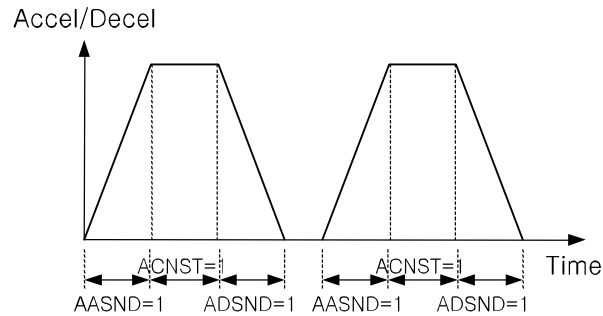 Accel/Decel
ACNST=1
ACNST=1
Time
AASND=1
ADSND=1
AASND=1
ADSND=1